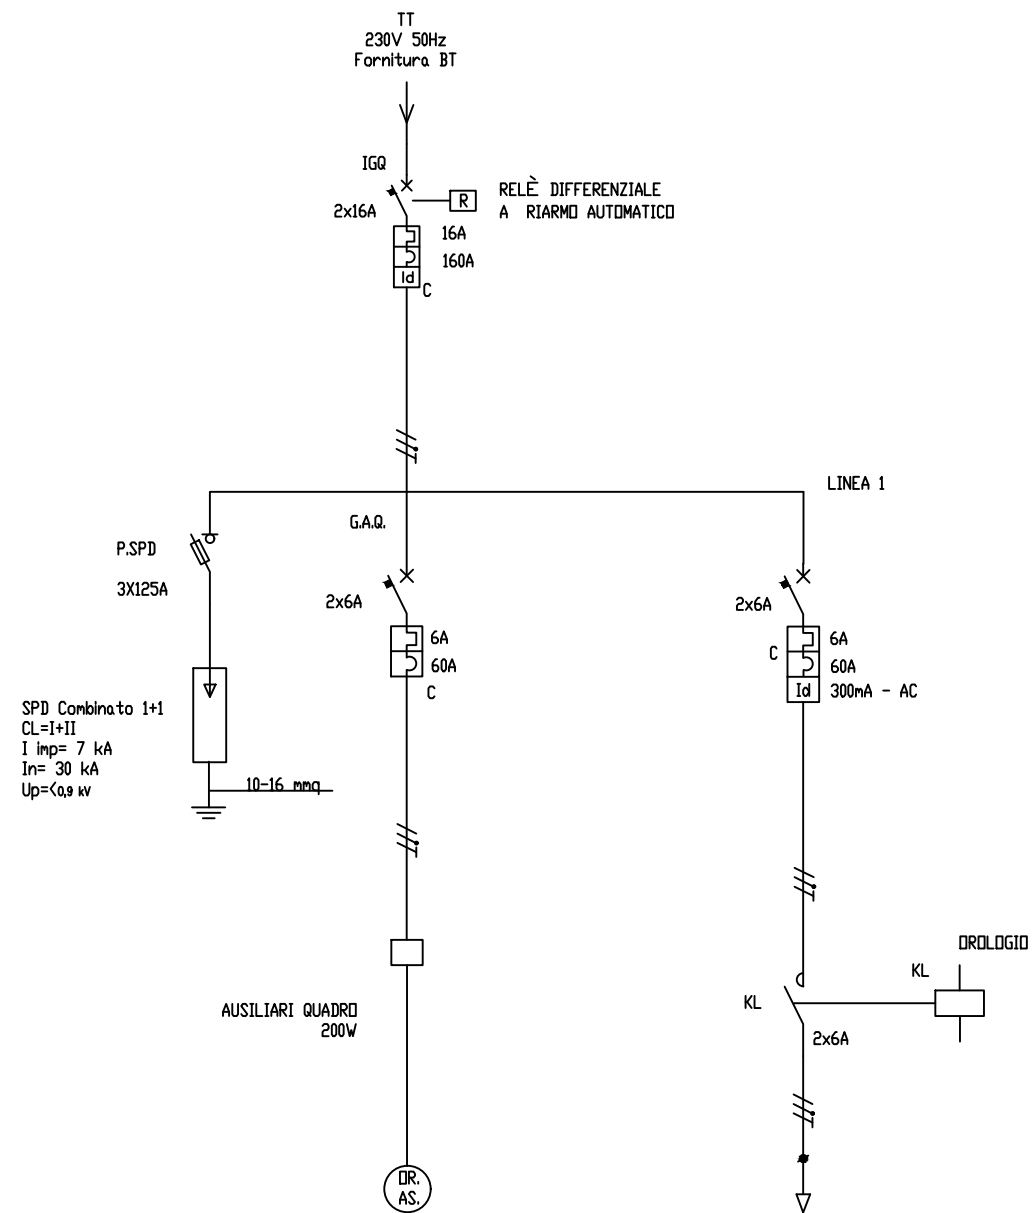 TT
230V 50Hz
Fornitura BT
IGQ
2x16A
R
RELÈ DIFFERENZIALE
A RIARMO AUTOMATICO
16A
160A
Id
C
LINEA 1
G.A.Q.
P.SPD
3X125A
2x6A
6A
60A
C
2x6A
C
6A
60A
Id
300mA - AC
SPD Combinato 1+1
CL=I+II
I imp= 7 kA
In= 30 kA
Up=<0,9 kV
10-16 mmq
OROLOGIO
KL
KL
2x6A
AUSILIARI QUADRO
200W
OR.
AS.